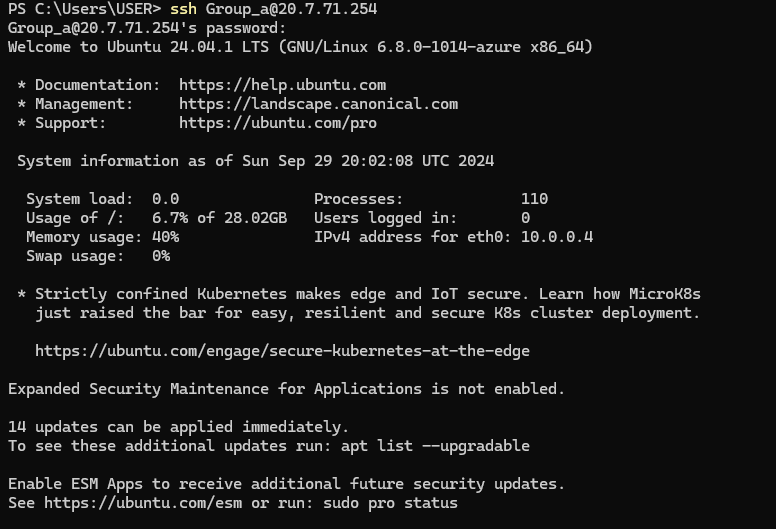 PS C:\Users\USER> ssh Group_a@20.7.71.254
Group_a@20.7.71.254's password:
Welcome to Ubuntu 24.04.1 LTS (GNU/Linux 6.8.0-1014-azure x86_64)
* Documentation:  https://help.ubuntu.com
* Management:     https://landscape.canonical.com
* Support:        https://ubuntu.com/pro
System information as of Sun Sep 29 20:02:08 UTC 2024
System load:  0.0               Processes:             110
Usage of /:   6.7% of 28.02GB   Users logged in:       0
Memory usage: 40%               IPv4 address for eth0: 10.0.0.4
Swap usage:   0%
* Strictly confined Kubernetes makes edge and IoT secure. Learn how MicroK8s
just raised the bar for easy, resilient and secure K8s cluster deployment.
https://ubuntu.com/engage/secure-kubernetes-at-the-edge
Expanded Security Maintenance for Applications is not enabled.
14 updates can be applied immediately.
To see these additional updates run: apt list --upgradable
Enable ESM Apps to receive additional future security updates.
See https://ubuntu.com/esm or run: sudo pro status